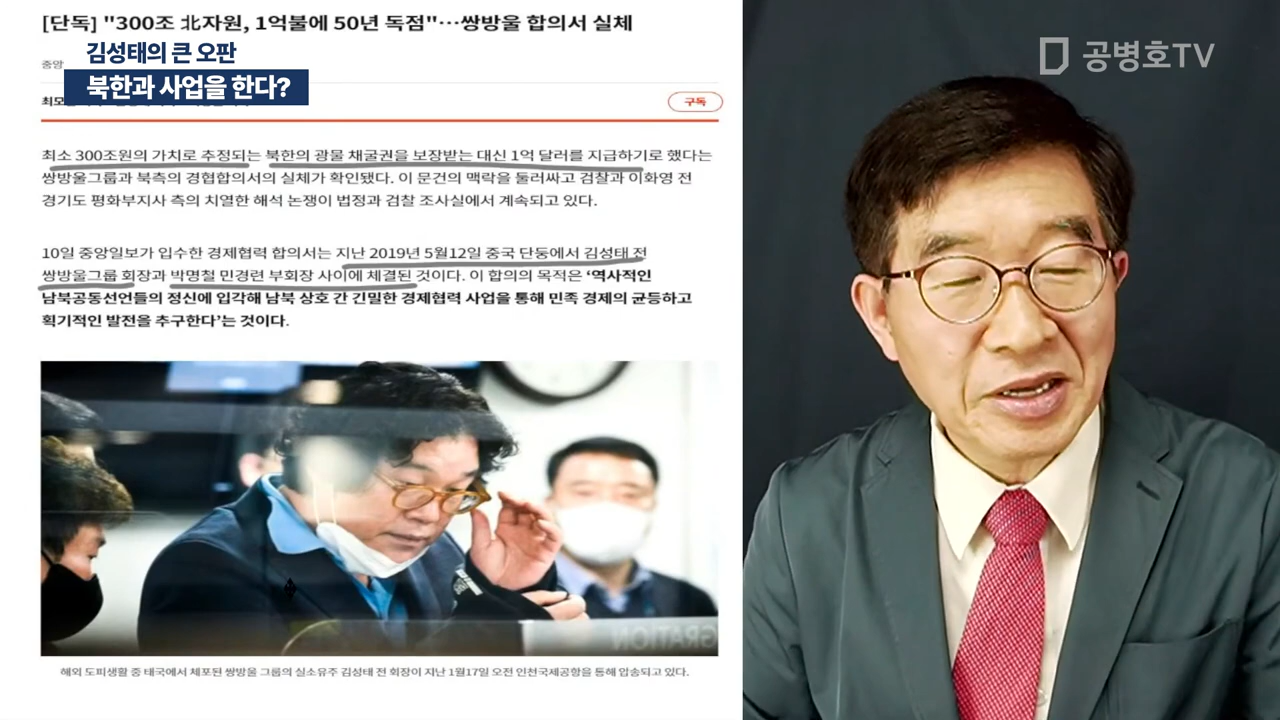 [단독] "300조 北자원, 1억불에 50년 독점"…쌍방울 합의서 실체
김성태의 큰 오판
중앙
북한과 사업을 한다?
구독
공병호TV
최소 300조원의 가치로 추정되는 북한의 광물 채굴권을 보장받는 대신 1억 달러를 지급하기로 했다는
쌍방울그룹과 북측의 경협합의서의 실체가 확인됐다. 이 문건의 맥락을 둘러싸고 검찰과 이화영 전
경기도 평화부지사 측의 치열한 해석 논쟁이 법정과 검찰 조사실에서 계속되고 있다.
10일 중앙일보가 입수한 경제협력 합의서는 지난 2019년 5월12일 중국 단둥에서 김성태 전
쌍방울그룹 회장과 박명철 민경련 부회장 사이에 체결된 것이다. 이 합의의 목적은 ‘역사적인
남북공동선언들의 정신에 입각해 남북 상호 간 긴밀한 경제협력 사업을 통해 민족 경제의 균등하고
획기적인 발전을 추구한다’는 것이다.
해외 도피생활 중 태국에서 체포된 쌍방울 그룹의 실소유주 김성태 전 회장이 지난 1월17일 오전 인천국제공항을 통해 압송되고 있다.